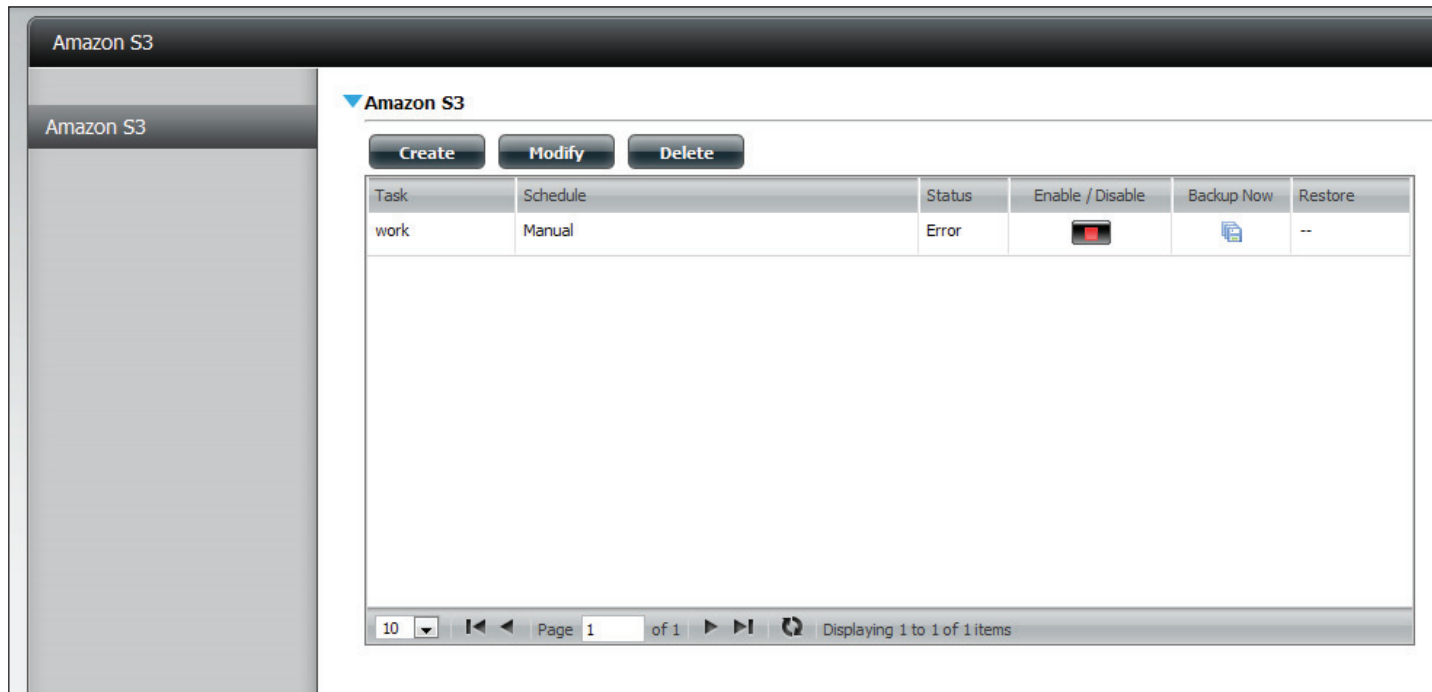 Amazon S3
Amazon S3
Amazon S3
Create Modify Delete
Task Schedule Status Enable / Disable Backup Now Restore
work Manual Error --
10 Page 1 of 1 Displaying 1 to 1 of 1 items